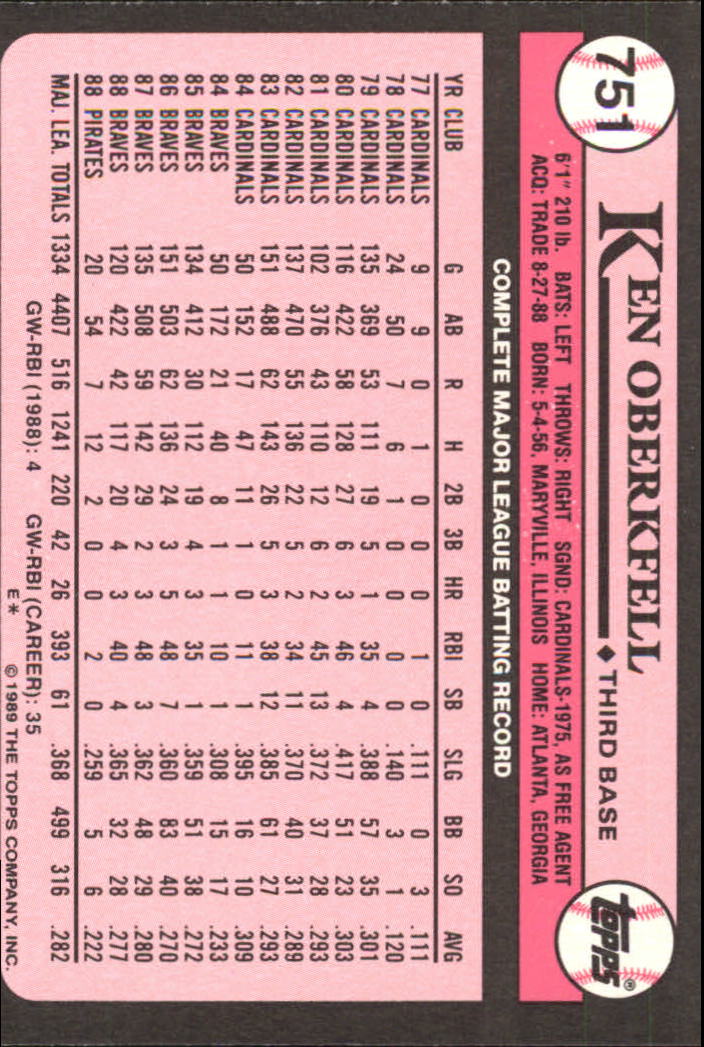 751
KEN OBERKFELL ◆ THIRD BASE
topps®
6'1" 210 lb. BATS: LEFT THROWS: RIGHT SGND: CARDINALS-1975, AS FREE AGENT
ACQ: TRADE 8-27-88 BORN: 5-4-56, MARYVILLE, ILLINOIS HOME: ATLANTA, GEORGIA
COMPLETE MAJOR LEAGUE BATTING RECORD
YR CLUB G AB R H 2B 3B HR RBI SB SLG BB SO AVG
77 CARDINALS 9 9 0 1 0 0 0 1 0 .111 0 3 .111
78 CARDINALS 24 50 7 6 1 0 0 0 0 .140 3 1 .120
79 CARDINALS 135 369 53 111 19 5 1 35 4 .388 57 35 .301
80 CARDINALS 116 422 58 128 27 6 3 46 4 .417 51 23 .303
81 CARDINALS 102 376 43 110 12 6 2 45 13 .372 37 28 .293
82 CARDINALS 137 470 55 136 22 5 2 34 11 .370 40 31 .289
83 CARDINALS 151 488 62 143 26 5 3 38 12 .385 61 27 .293
84 CARDINALS 50 152 17 47 11 1 0 11 1 .395 16 10 .309
84 BRAVES 50 172 21 40 8 1 1 10 1 .308 15 17 .233
85 BRAVES 134 412 30 112 19 4 3 35 1 .359 51 38 .272
86 BRAVES 151 503 62 136 24 3 5 48 7 .360 83 40 .270
87 BRAVES 135 508 59 142 29 2 3 48 3 .362 48 29 .280
88 BRAVES 120 422 42 117 20 4 3 40 4 .365 32 28 .277
88 PIRATES 20 54 7 12 2 0 0 2 0 .259 5 6 .222
MAJ. LEA. TOTALS 1334 4407 516 1241 220 42 26 393 61 .368 499 316 .282
GW-RBI (1988): 4 GW-RBI (CAREER): 35
E* © 1989 THE TOPPS COMPANY, INC.